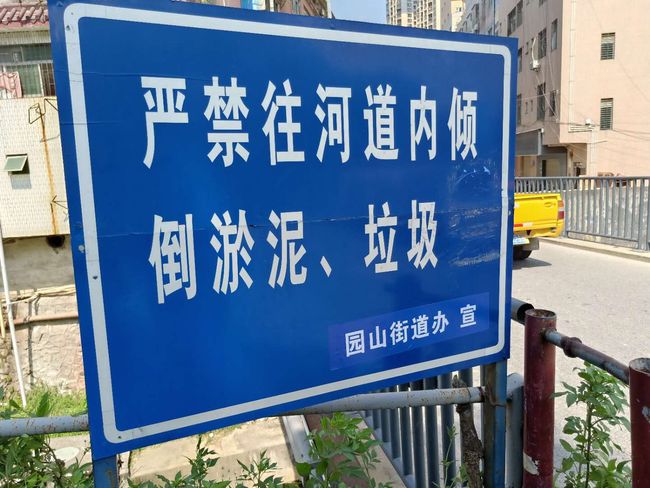 严禁往河道内倾
倒淤泥、垃圾
园山街道办 宣